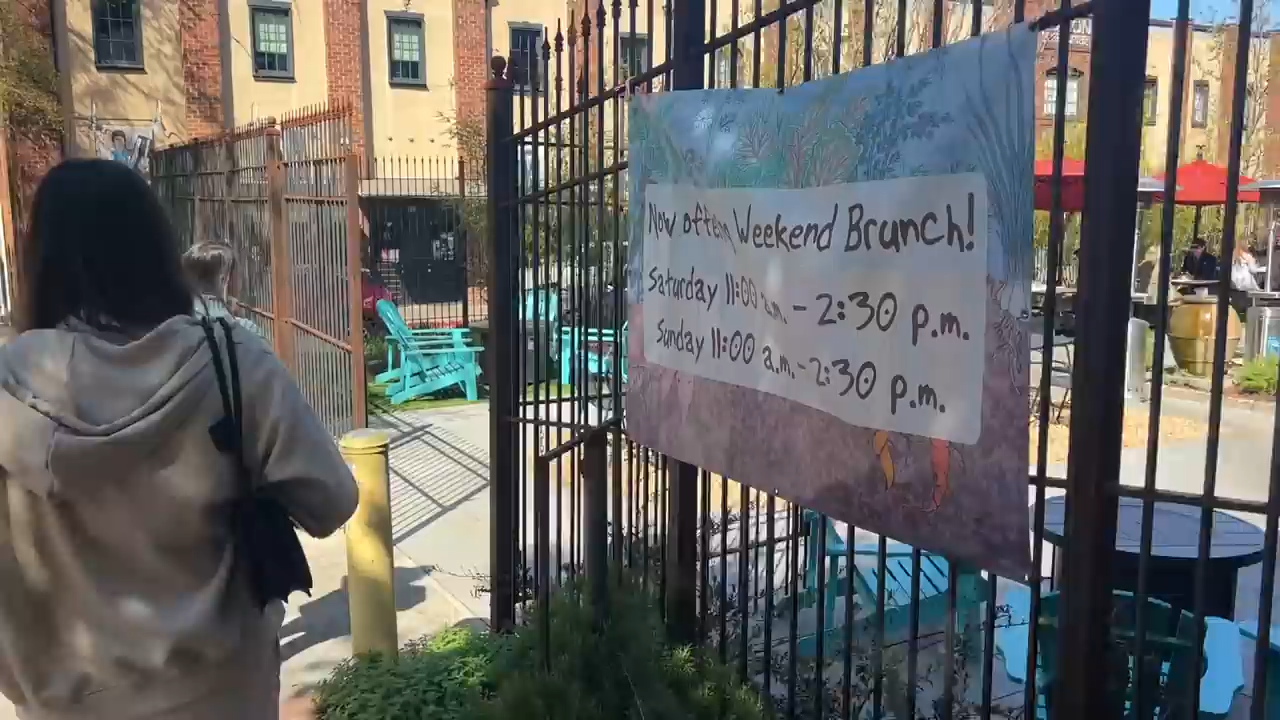 Now offering Weekend Brunch!
Saturday 11:00 a.m. - 2:30 p.m.
Sunday 11:00 a.m. - 2:30 p.m.